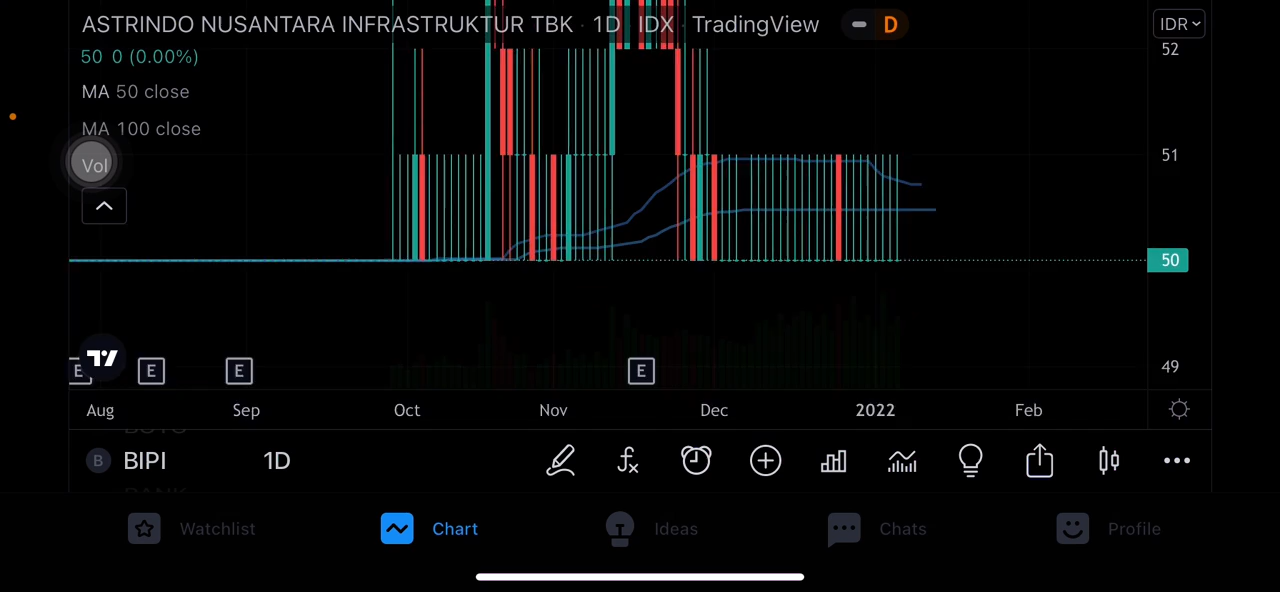 ASTRINDO NUSANTARA INFRASTRUKTUR TBK · 1D IDX TradingView D IDR
50 0 (0.00%)
MA 50 close
MA 100 close
Vol
52
51
50
49
E E E E
Aug Sep Oct Nov Dec 2022 Feb
B BIPI 1D
Watchlist Chart Ideas Chats Profile